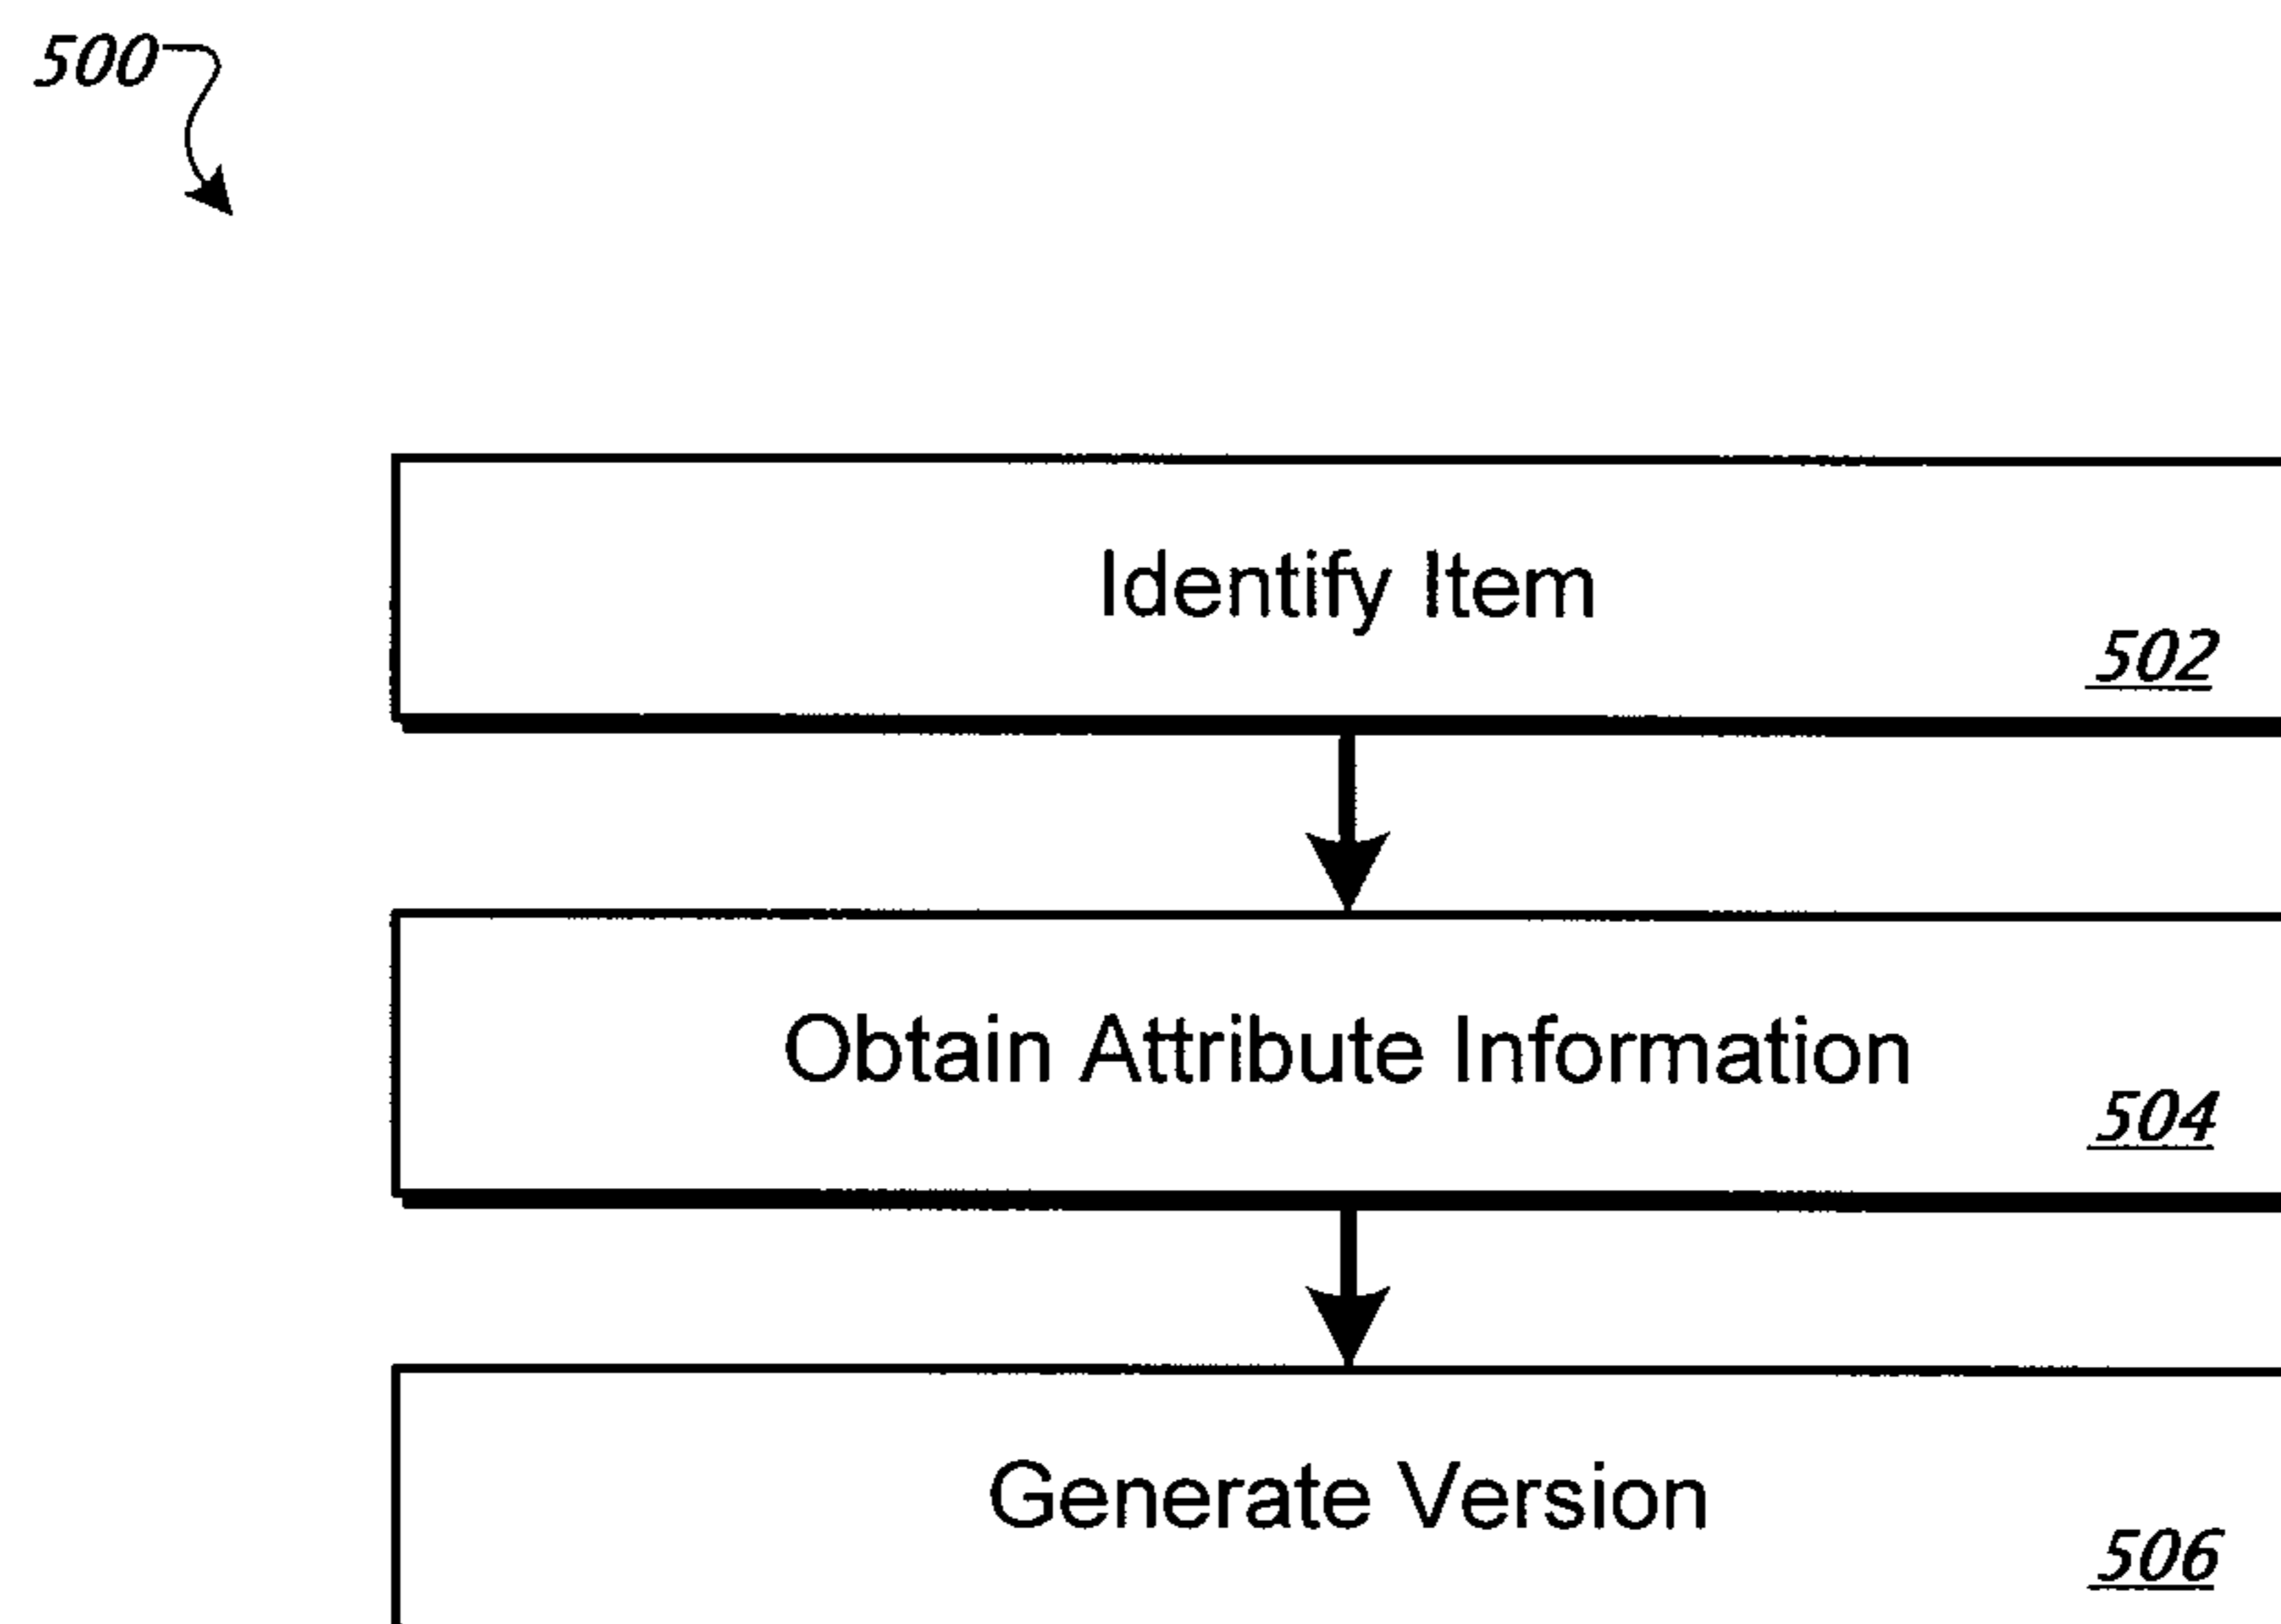 500
Identify Item
502
Obtain Attribute Information
504
Generate Version
506